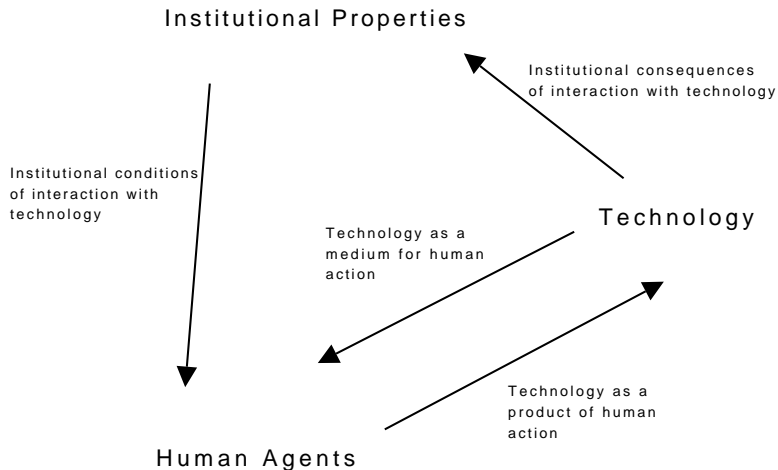 Institutional Properties
Institutional consequences
of interaction with technology
Institutional conditions
of interaction with
technology
Technology
Technology as a
medium for human
action
Technology as a
product of human
action
Human Agents